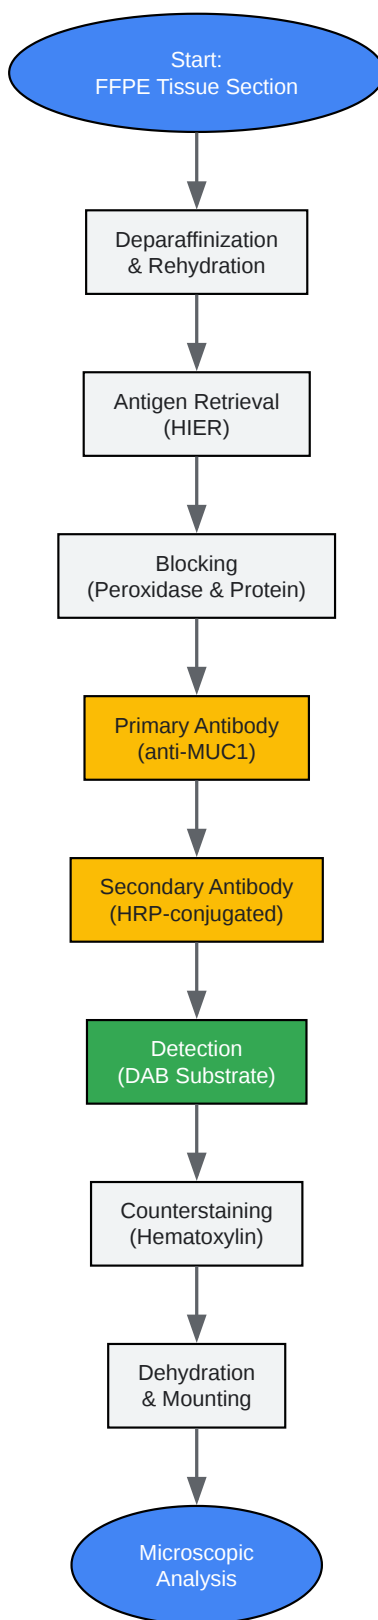 Start:
FFPE Tissue Section
Deparaffinization
& Rehydration
Antigen Retrieval
(HIER)
Blocking
(Peroxidase & Protein)
Primary Antibody
(anti-MUC1)
Secondary Antibody
(HRP-conjugated)
Detection
(DAB Substrate)
Counterstaining
(Hematoxylin)
Dehydration
& Mounting
Microscopic
Analysis